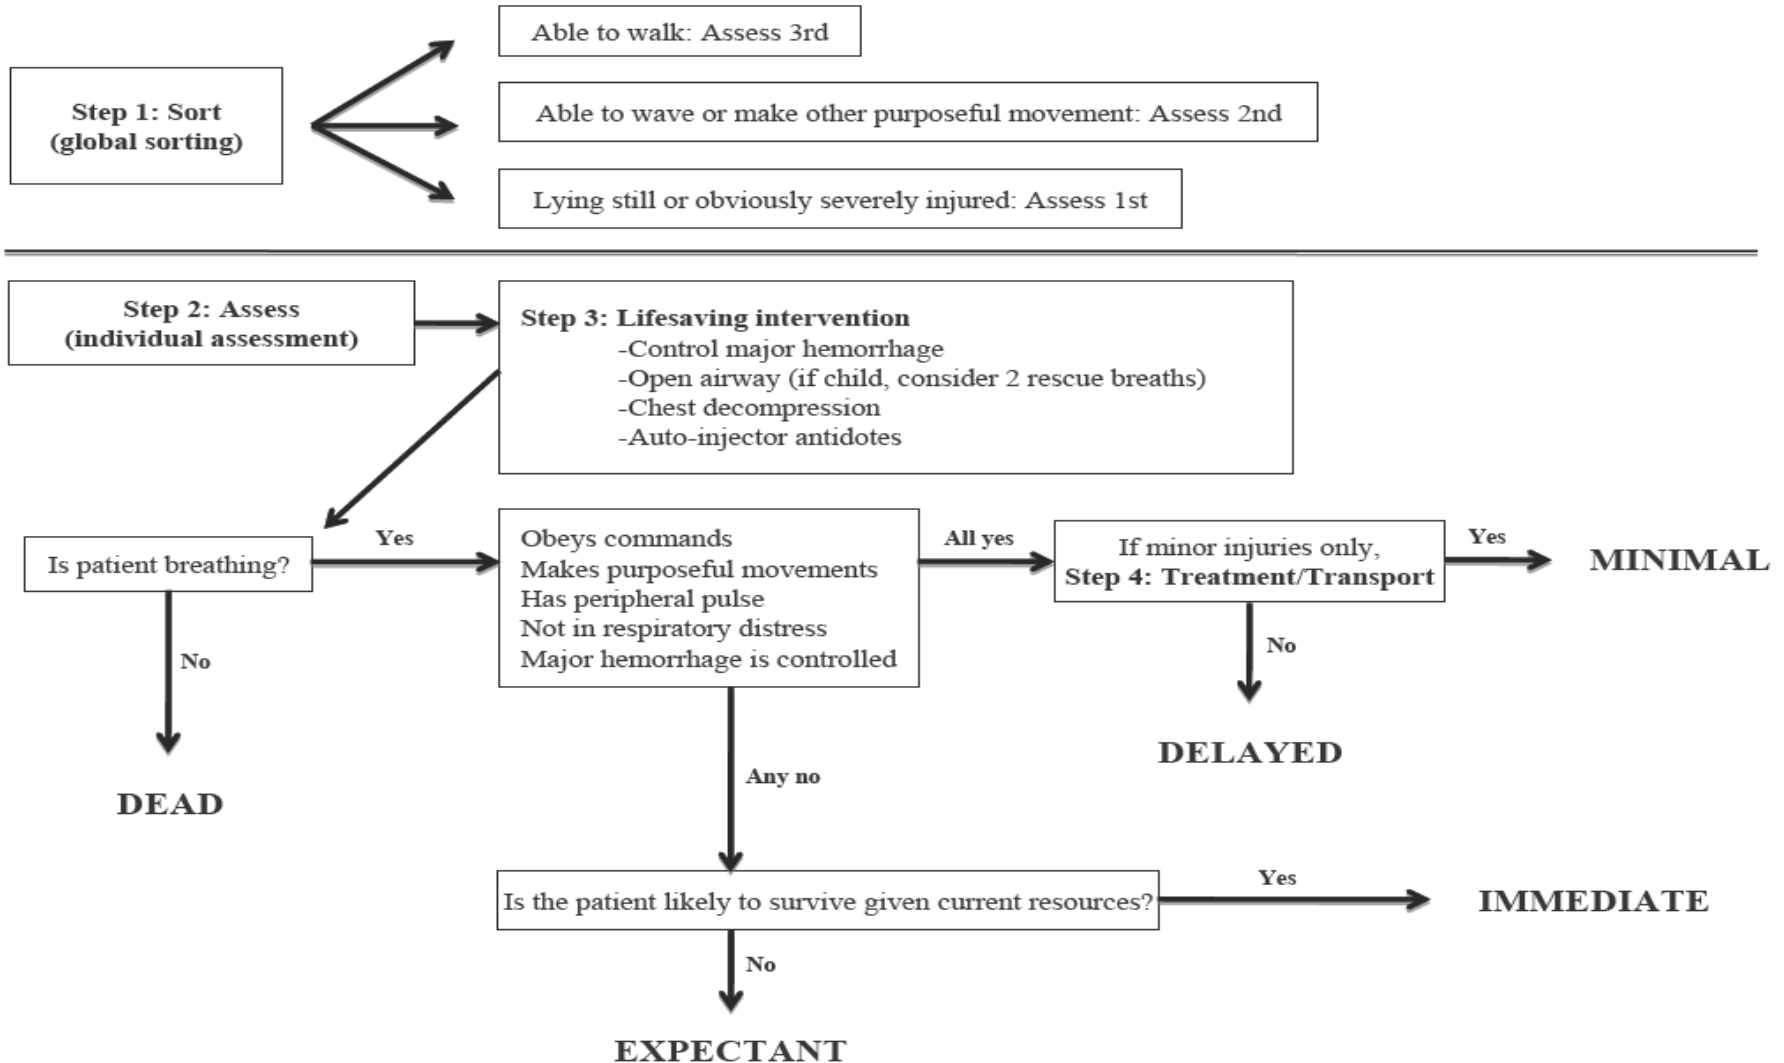 Able to walk: Assess 3rd
Step 1: Sort
(global sorting)
Able to wave or make other purposeful movement: Assess 2nd
Lying still or obviously severely injured: Assess 1st
Step 2: Assess
(individual assessment)
Step 3: Lifesaving intervention
-Control major hemorrhage
-Open airway (if child, consider 2 rescue breaths)
-Chest decompression
-Auto-injector antidotes
Is patient breathing?
Yes
No
DEAD
Obeys commands
Makes purposeful movements
Has peripheral pulse
Not in respiratory distress
Major hemorrhage is controlled
All yes
If minor injuries only,
Step 4: Treatment/Transport
Yes
MINIMAL
No
DELAYED
Any no
Is the patient likely to survive given current resources?
Yes
IMMEDIATE
No
EXPECTANT